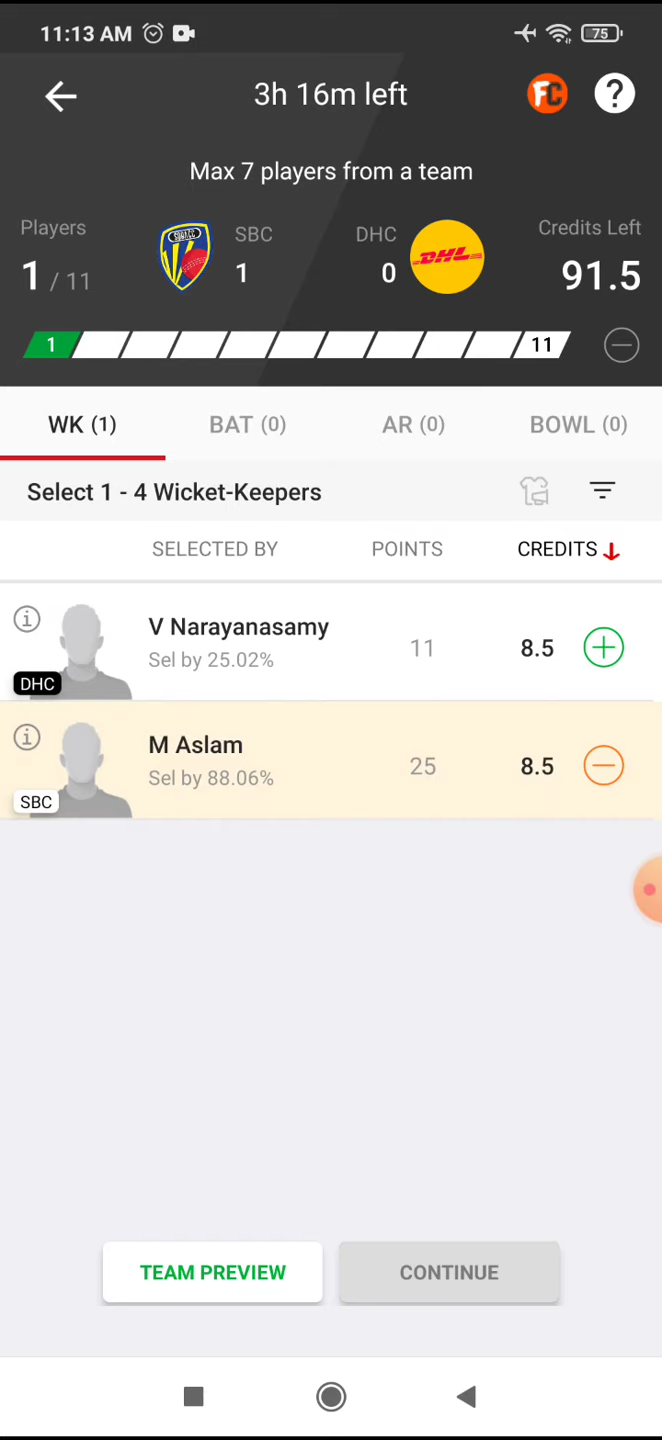 11:13 AM
75
3h 16m left
FC
?
Max 7 players from a team
Players
SBC
DHC
Credits Left
1 / 11
1
0
91.5
DHL
1
11
WK (1)
BAT (0)
AR (0)
BOWL (0)
Select 1 - 4 Wicket-Keepers
SELECTED BY
POINTS
CREDITS
V Narayanasamy
Sel by 25.02%
11
8.5
DHC
M Aslam
Sel by 88.06%
25
8.5
SBC
TEAM PREVIEW
CONTINUE